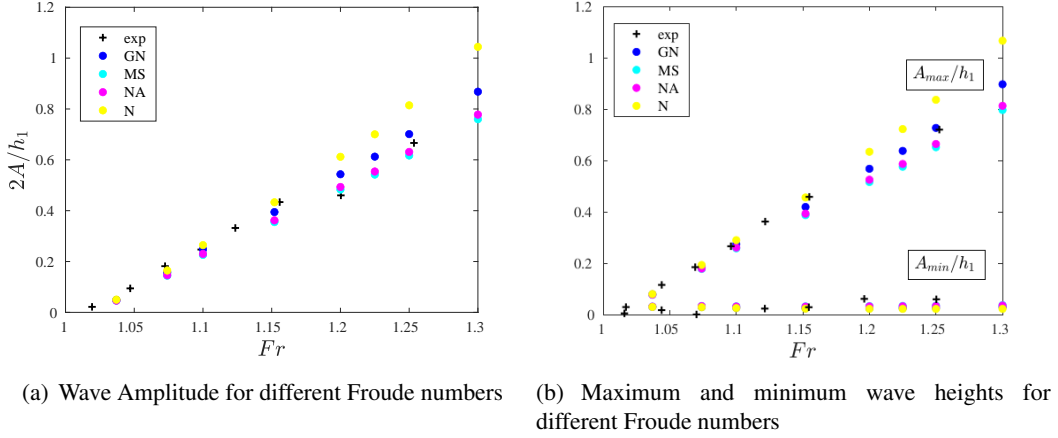 1.2
1
0.8
0.6
0.4
0.2
0
2A/h₁
exp
GN
MS
NA
N
1 1.05 1.1 1.15 1.2 1.25 1.3
Fr
(a) Wave Amplitude for different Froude numbers
1.2
1
0.8
0.6
0.4
0.2
0
exp
GN
MS
NA
N
A_max/h₁
A_min/h₁
1 1.05 1.1 1.15 1.2 1.25 1.3
Fr
(b) Maximum and minimum wave heights for
different Froude numbers